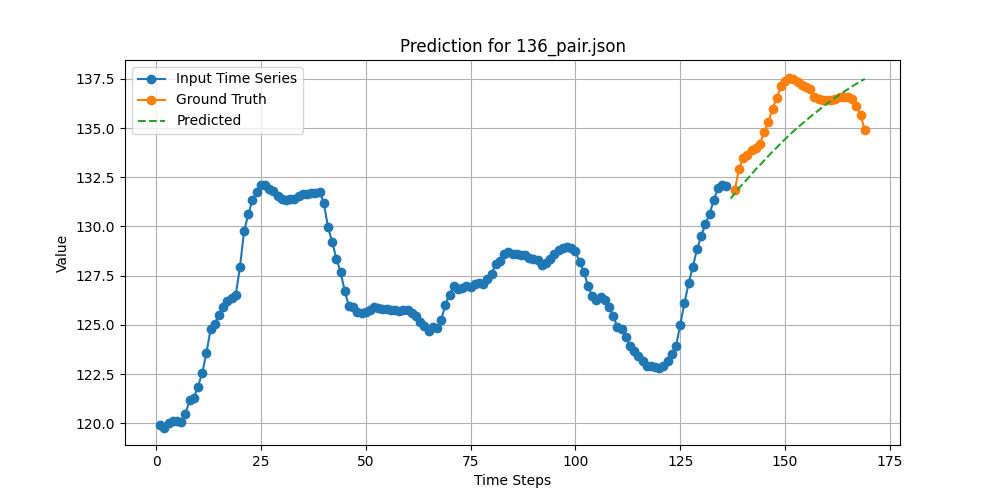 Prediction for 136_pair.json
Input Time Series
Ground Truth
Predicted
137.5
135.0
132.5
130.0
127.5
125.0
122.5
120.0
Value
0 25 50 75 100 125 150 175
Time Steps